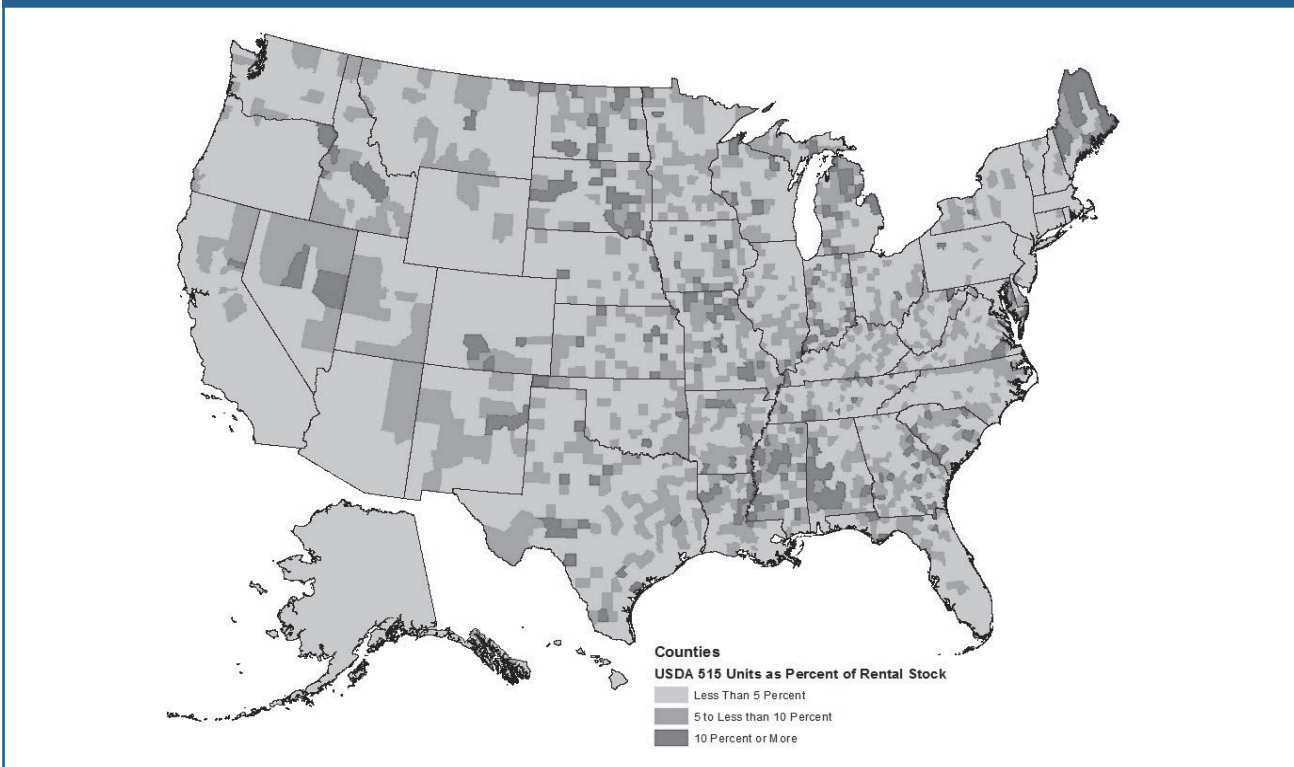 Counties
USDA 515 Units as Percent of Rental Stock
Less Than 5 Percent
5 to Less than 10 Percent
10 Percent or More